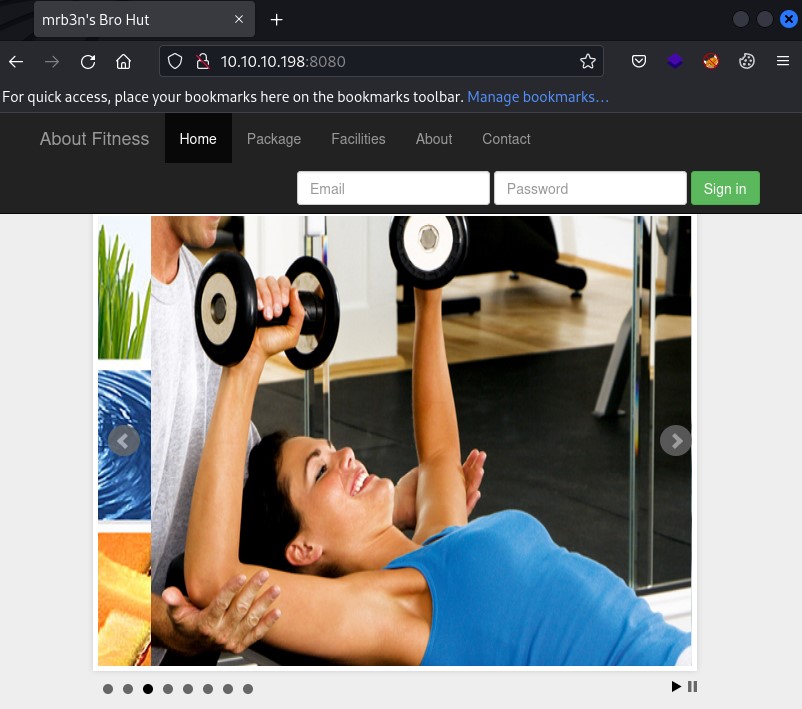 mrb3n's Bro Hut
10.10.10.198:8080
For quick access, place your bookmarks here on the bookmarks toolbar. Manage bookmarks…
About Fitness Home Package Facilities About Contact
Email Password Sign in